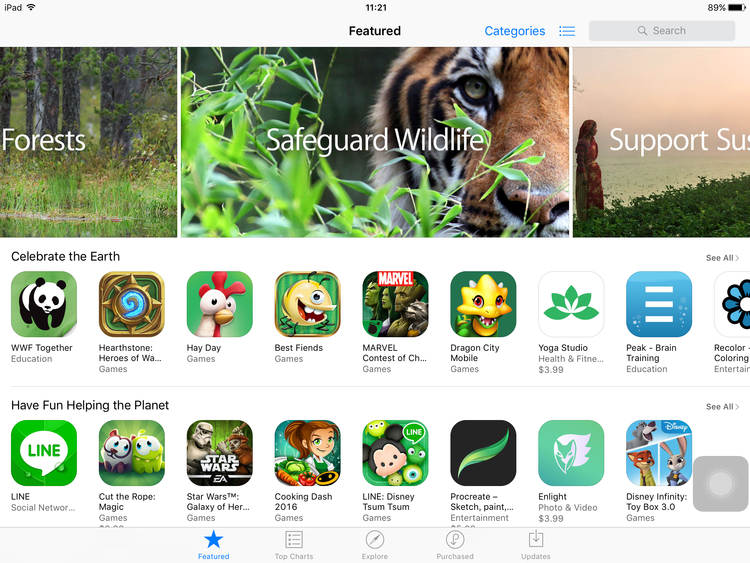 iPad
11:21
89%
Featured
Categories
Search
Forests
Safeguard Wildlife
Support Sus
Celebrate the Earth
See All >
WWF Together
Education
Hearthstone:
Heroes of Wa...
Games
Hay Day
Games
Best Fiends
Games
MARVEL
MARVEL
Contest of Ch...
Games
Dragon City
Mobile
Games
Yoga Studio
Health & Fitne...
$3.99
Peak - Brain
Training
Education
Recolor -
Coloring
Entertain
Have Fun Helping the Planet
See All >
LINE
LINE
Social Networ...
Cut the Rope:
Magic
Games
STAR
WARS
EA
Star Wars™:
Galaxy of Her...
Games
Cooking Dash
2016
Games
LINE
LINE: Disney
Tsum Tsum
Games
Procreate –
Sketch, paint,...
Entertainment
Enlight
Photo & Video
$3.99
Disney
Disney Infinity:
Toy Box 3.0
Games
Featured
Top Charts
Explore
Purchased
Updates